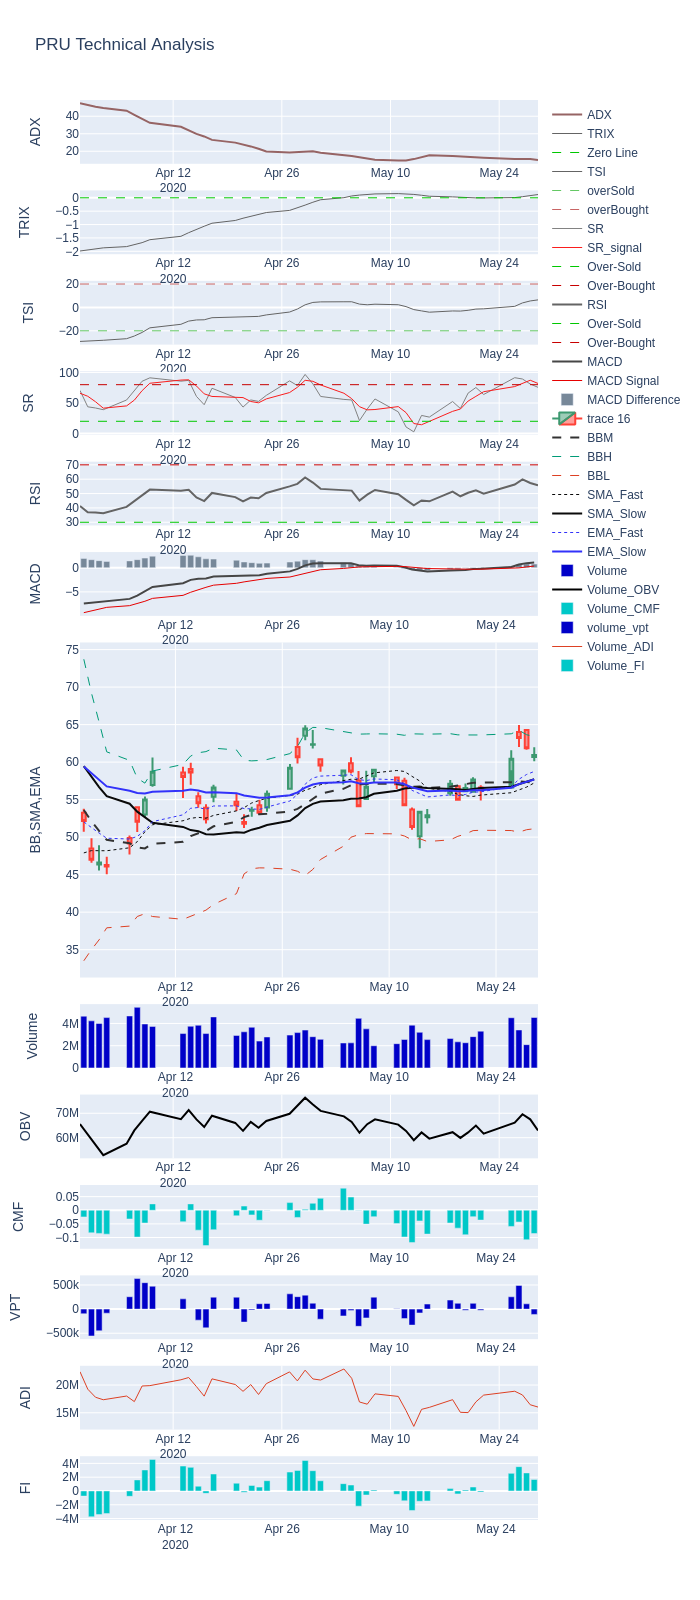 PRU Technical Analysis
ADX
40
30
20
Apr 12
2020
Apr 26
May 10
May 24
TRIX
0
−0.5
−1
−1.5
−2
Apr 12
2020
Apr 26
May 10
May 24
TSI
20
0
−20
Apr 12
2020
Apr 26
May 10
May 24
SR
100
50
0
Apr 12
2020
Apr 26
May 10
May 24
RSI
70
60
50
40
30
Apr 12
2020
Apr 26
May 10
May 24
MACD
0
−5
Apr 12
2020
Apr 26
May 10
May 24
BB,SMA,EMA
75
70
65
60
55
50
45
40
35
Apr 12
2020
Apr 26
May 10
May 24
Volume
4M
2M
0
Apr 12
2020
Apr 26
May 10
May 24
OBV
70M
60M
Apr 12
2020
Apr 26
May 10
May 24
CMF
0.05
0
−0.05
−0.1
Apr 12
2020
Apr 26
May 10
May 24
VPT
500k
0
−500k
Apr 12
2020
Apr 26
May 10
May 24
ADI
20M
15M
Apr 12
2020
Apr 26
May 10
May 24
FI
4M
2M
0
−2M
−4M
Apr 12
2020
Apr 26
May 10
May 24
ADX
TRIX
Zero Line
TSI
overSold
overBought
SR
SR_signal
Over-Sold
Over-Bought
RSI
Over-Sold
Over-Bought
MACD
MACD Signal
MACD Difference
trace 16
BBM
BBH
BBL
SMA_Fast
SMA_Slow
EMA_Fast
EMA_Slow
Volume
Volume_OBV
Volume_CMF
volume_vpt
Volume_ADI
Volume_FI